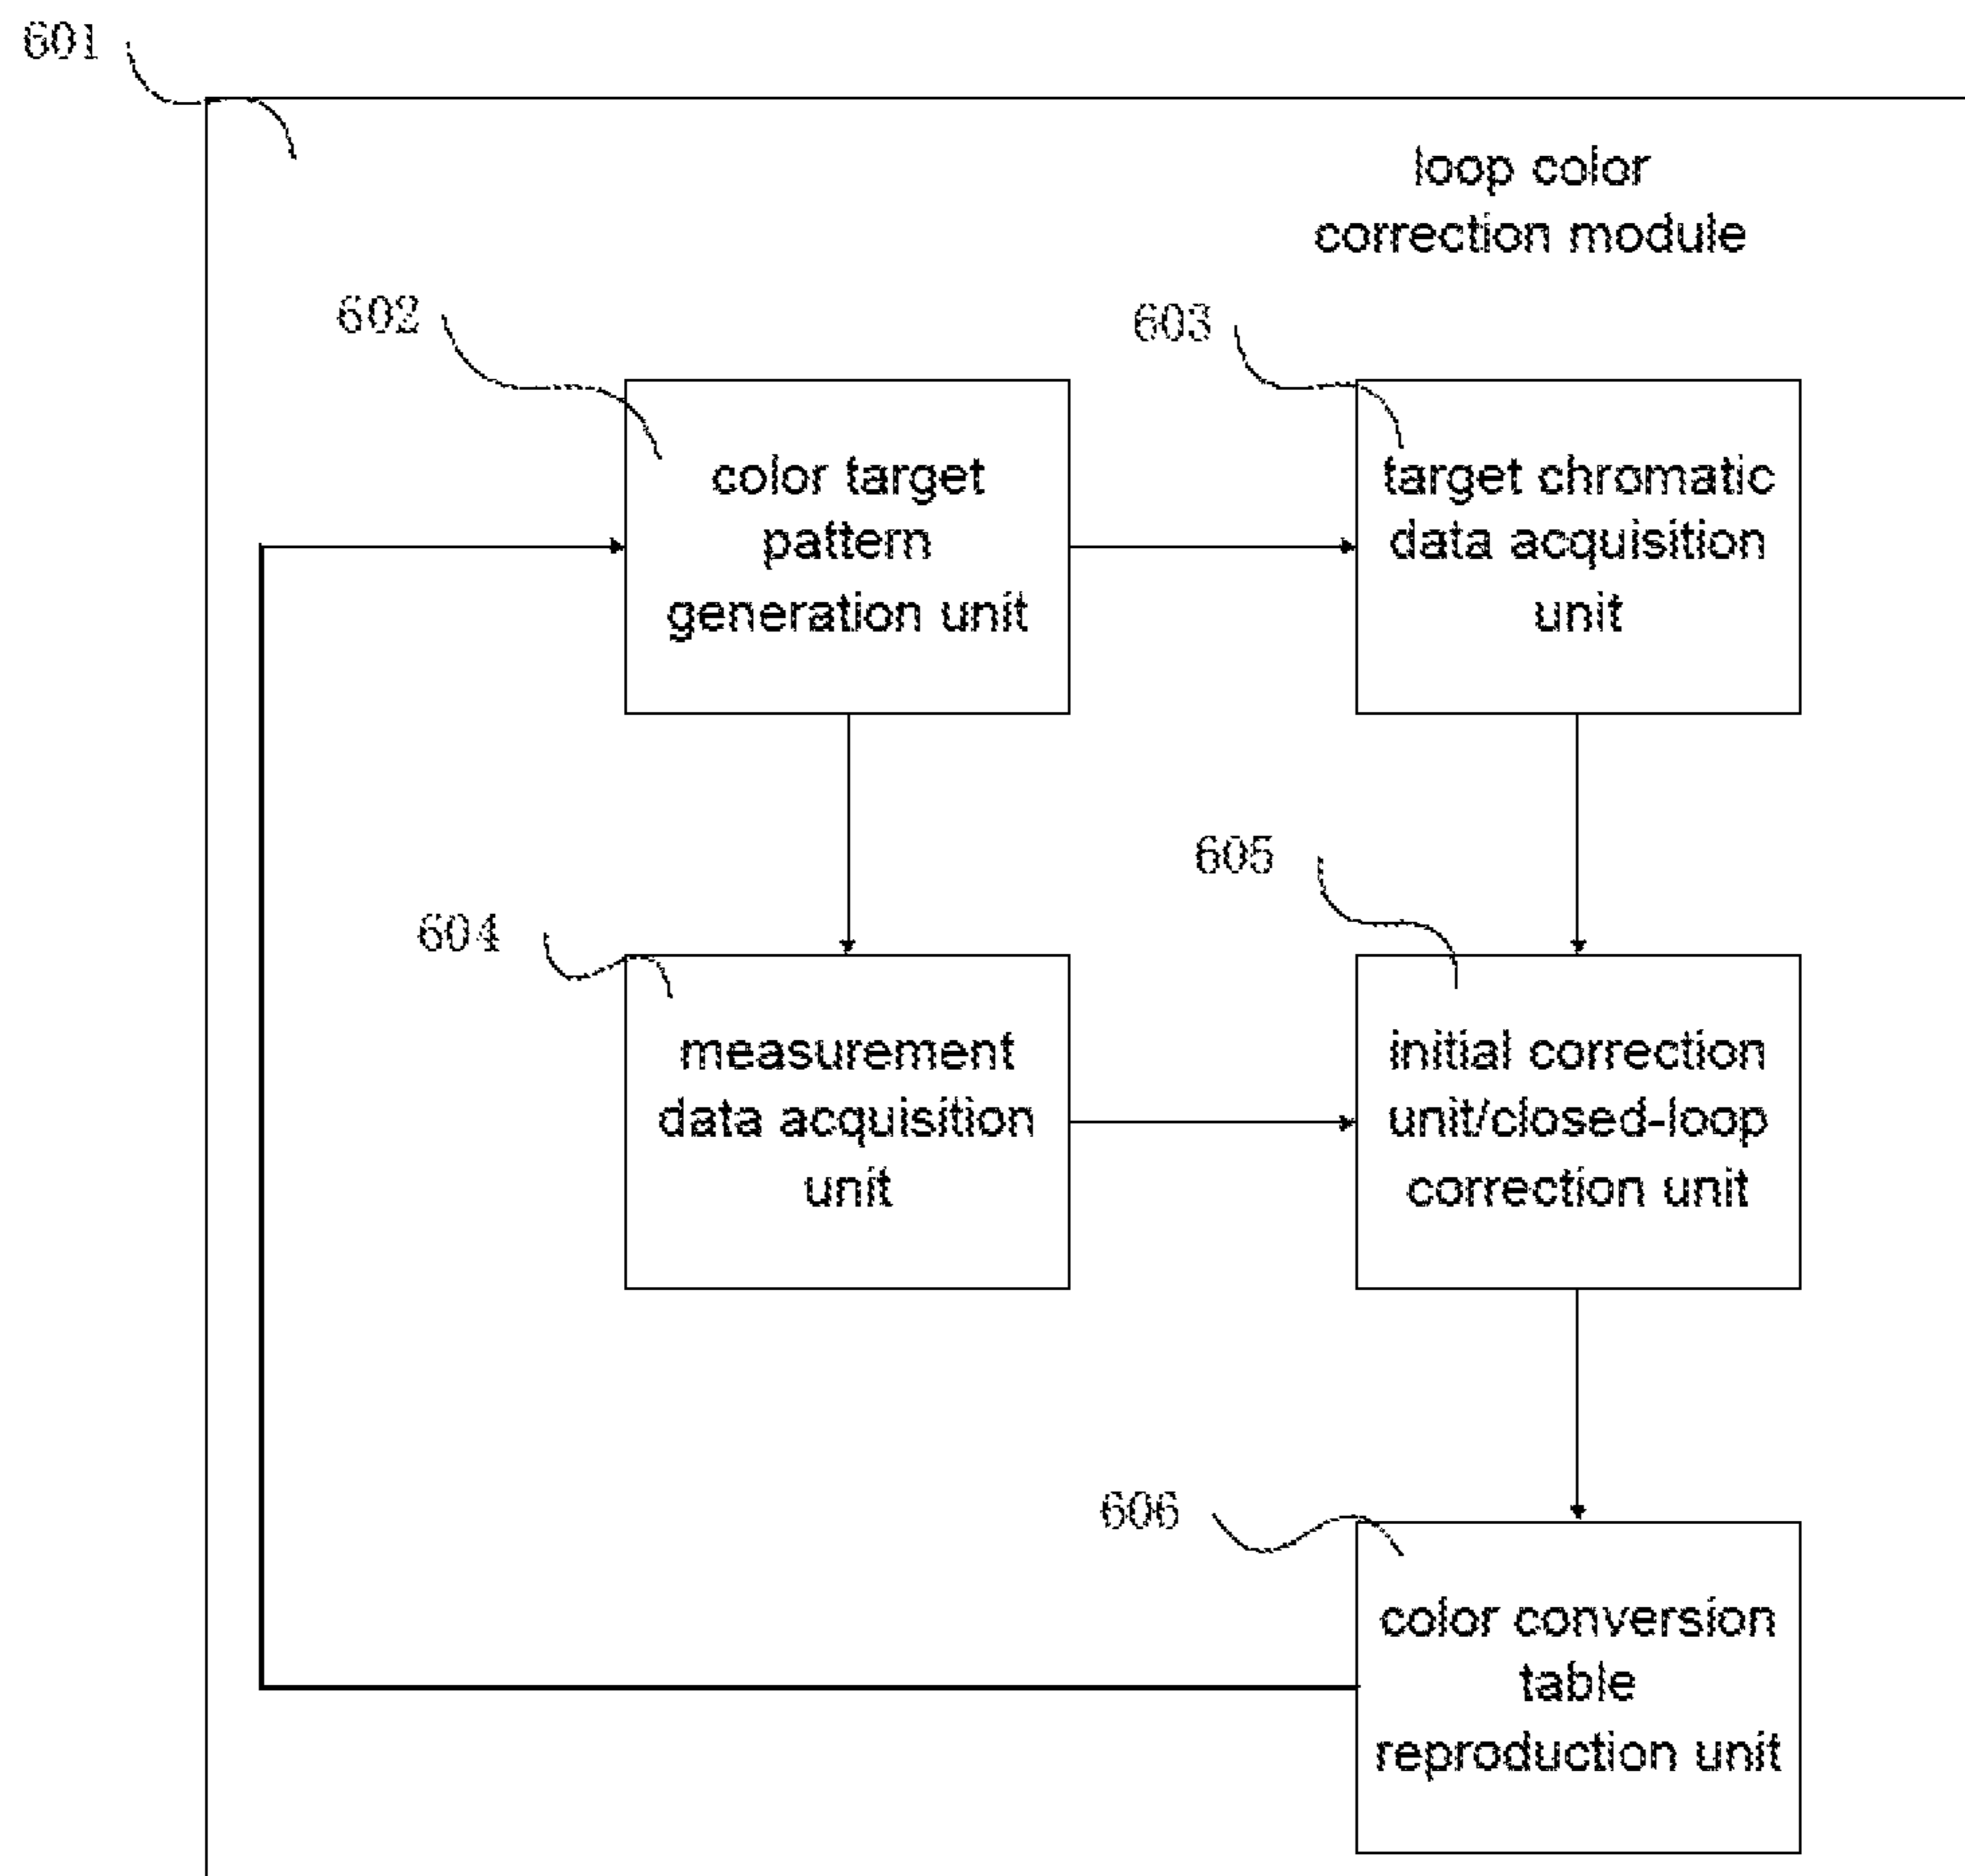 601
loop color
correction module
602
603
color target
pattern
generation unit
target chromatic
data acquisition
unit
604
605
measurement
data acquisition
unit
initial correction
unit/closed-loop
correction unit
606
color conversion
table
reproduction unit